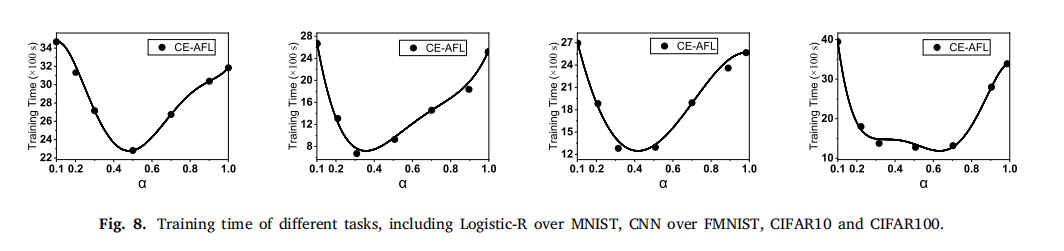 CE-AFL
34
32
30
28
26
24
22
Training Time (×100 s)
0.1 0.2 0.4 0.6 0.8 1.0
α
CE-AFL
28
24
20
16
12
8
Training Time (×100 s)
0.1 0.2 0.4 0.6 0.8 1.0
α
CE-AFL
27
24
21
18
15
12
Training Time (×100 s)
0.1 0.2 0.4 0.6 0.8 1.0
α
CE-AFL
40
30
20
10
Training Time (×100 s)
0.1 0.2 0.4 0.6 0.8 1.0
α
Fig. 8. Training time of different tasks, including Logistic-R over MNIST, CNN over FMNIST, CIFAR10 and CIFAR100.